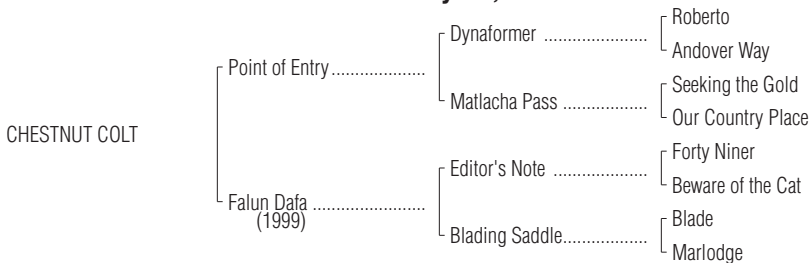 Roberto
Dynaformer ........................
Andover Way
Point of Entry....................
Seeking the Gold
Matlacha Pass ...................
Our Country Place
CHESTNUT COLT
Forty Niner
Editor's Note .....................
Beware of the Cat
Falun Dafa ........................
(1999)
Blade
Blading Saddle...................
Marlodge